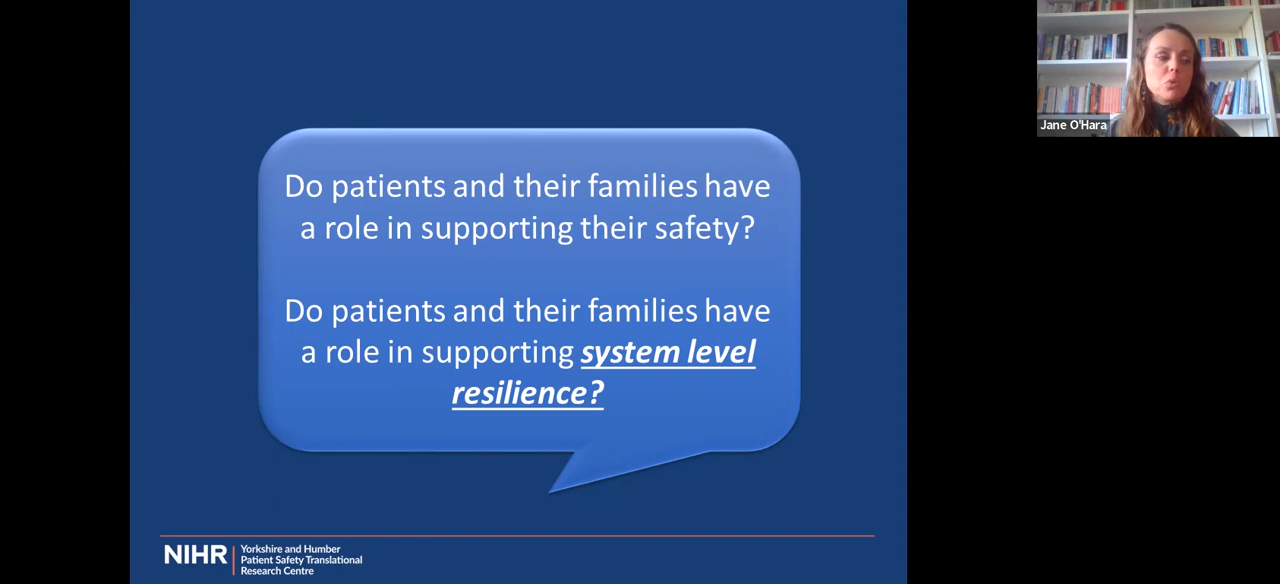 Do patients and their families have
a role in supporting their safety?
Do patients and their families have
a role in supporting system level
resilience?
NIHR
Yorkshire and Humber
Patient Safety Translational
Research Centre
Jane O'Hara